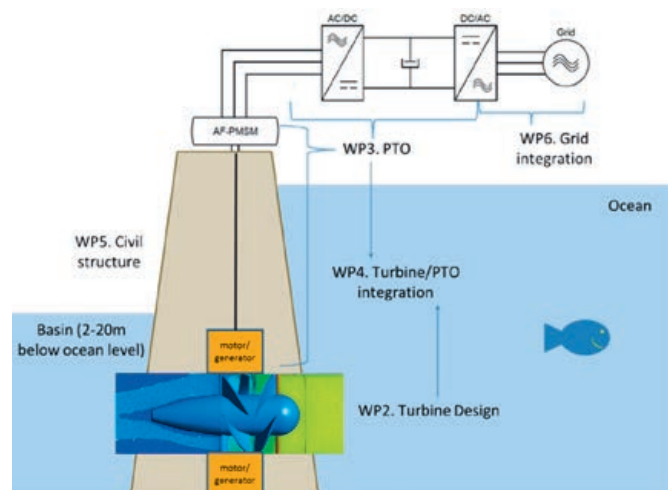 AC/DC
DC/AC
Grid
AF-PMSM
WP3. PTO
WP6. Grid
integration
Ocean
WP5. Civil
structure
WP4. Turbine/PTO
integration
Basin (2-20m
below ocean level)
motor/
generator
WP2. Turbine Design
motor/
generator